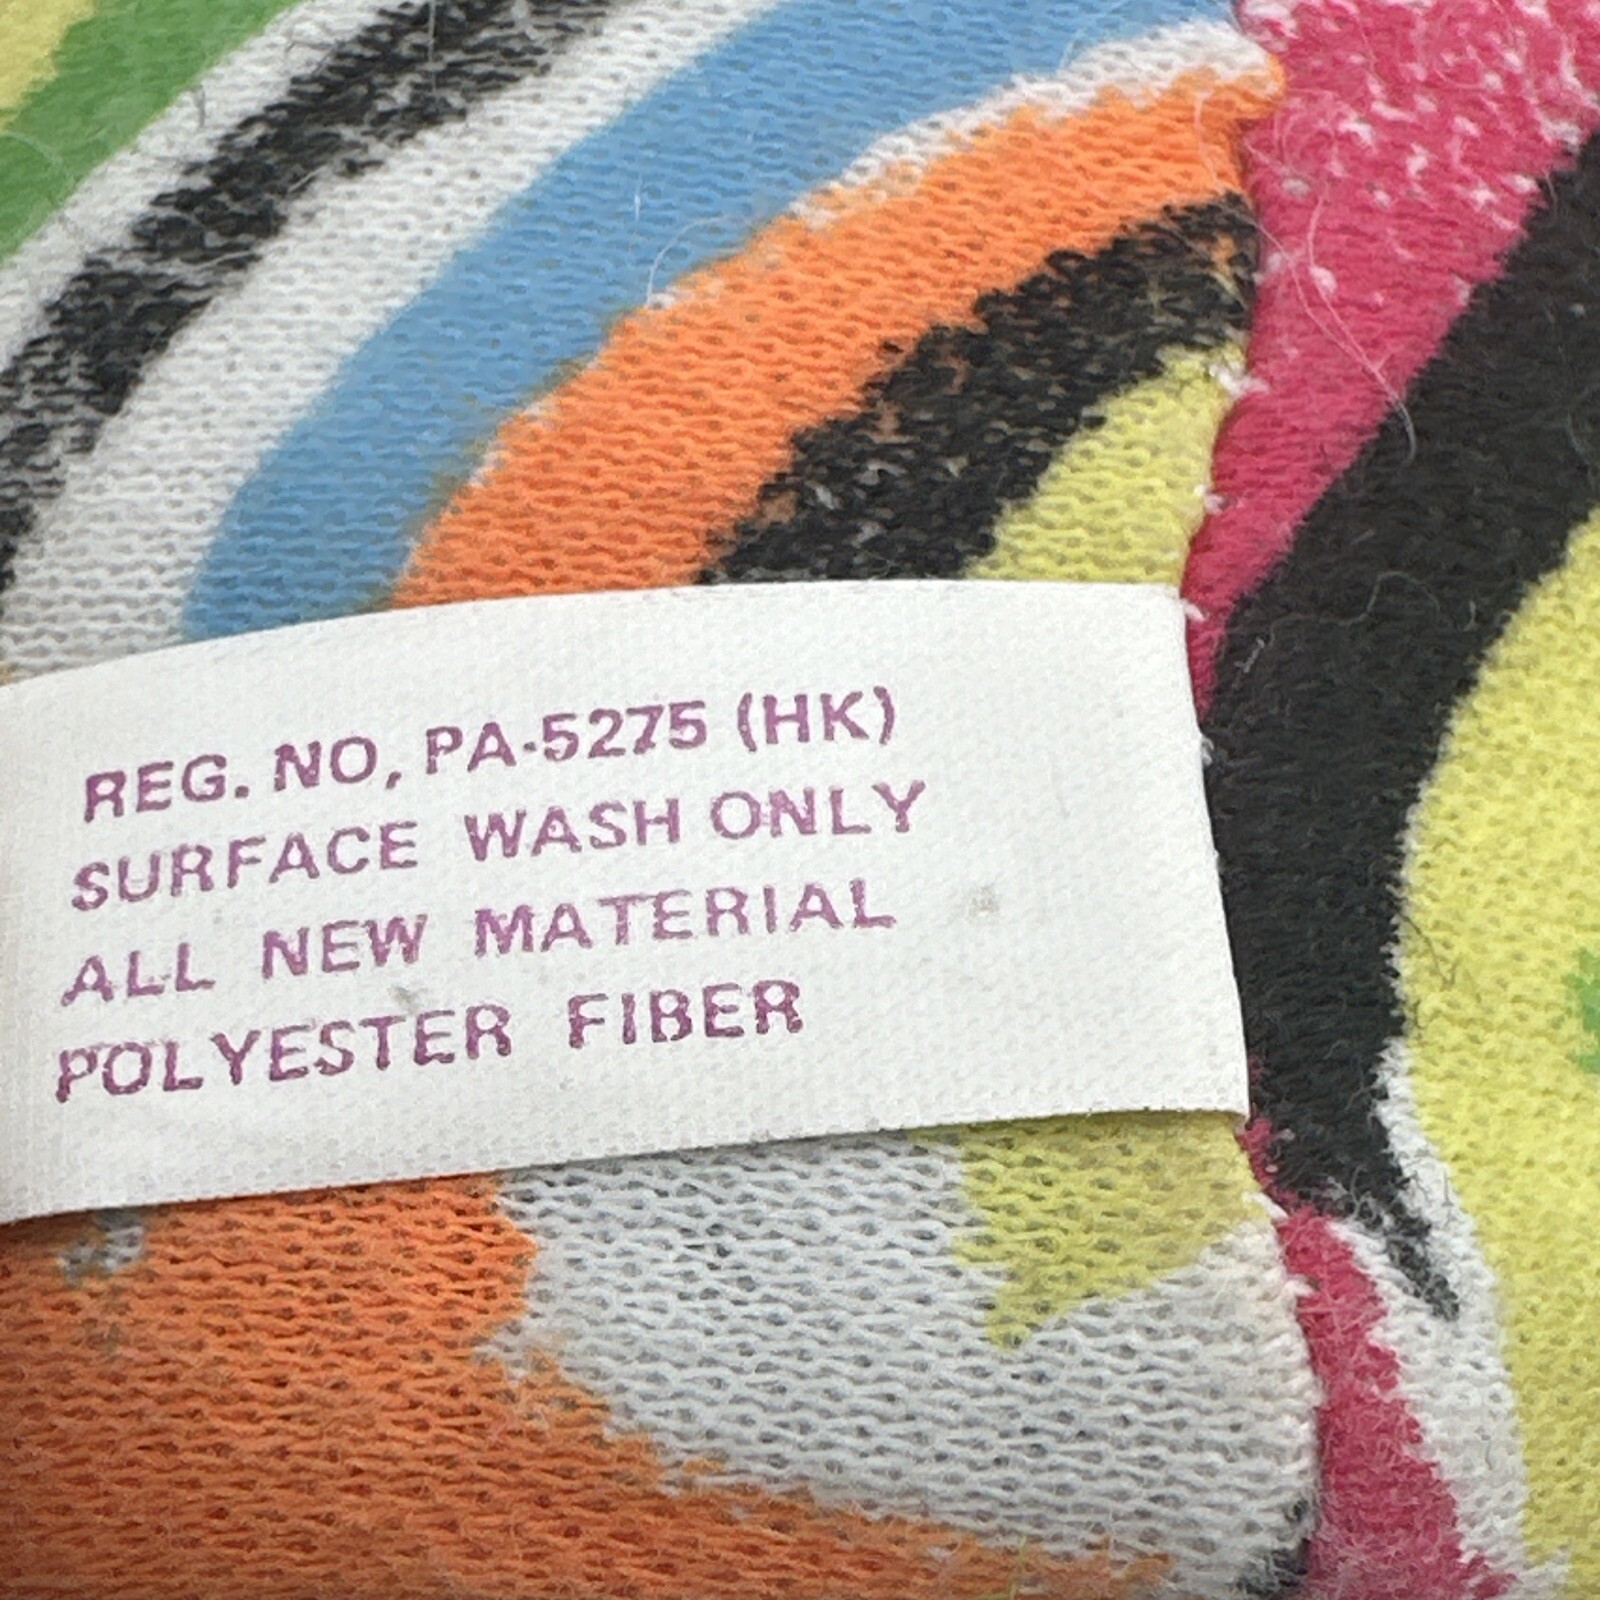 REG. NO, PA-5275 (HK)
SURFACE WASH ONLY
ALL NEW MATERIAL
POLYESTER FIBER